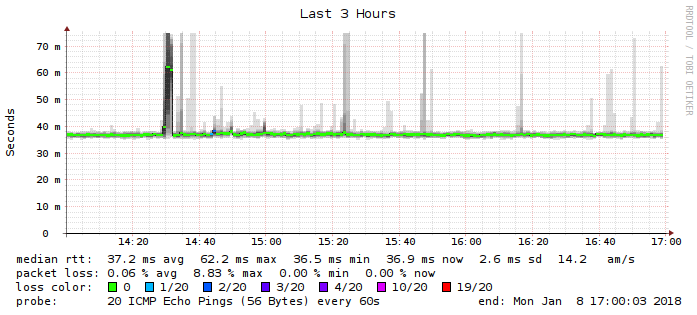 Last 3 Hours
RRDTOOL / TOBI OETIKER
Seconds
70 m
60 m
50 m
40 m
30 m
20 m
10 m
0
14:20 14:40 15:00 15:20 15:40 16:00 16:20 16:40 17:00
median rtt: 37.2 ms avg 62.2 ms max 36.5 ms min 36.9 ms now 2.6 ms sd 14.2 am/s
packet loss: 0.06 % avg 8.83 % max 0.00 % min 0.00 % now
loss color: 0 1/20 2/20 3/20 4/20 10/20 19/20
probe: 20 ICMP Echo Pings (56 Bytes) every 60s end: Mon Jan 8 17:00:03 2018